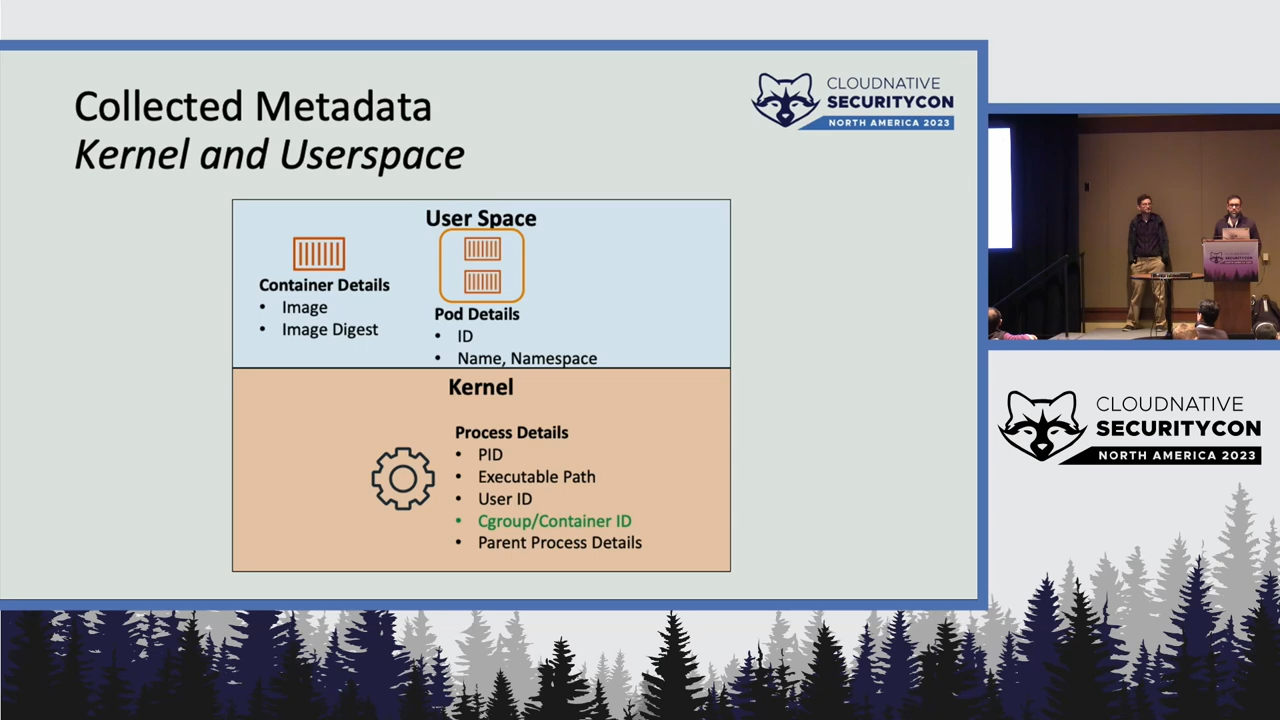 Collected Metadata
Kernel and Userspace
CLOUDNATIVE
SECURITYCON
NORTH AMERICA 2023
User Space
Container Details
• Image
• Image Digest
Pod Details
• ID
• Name, Namespace
Kernel
Process Details
• PID
• Executable Path
• User ID
• Cgroup/Container ID
• Parent Process Details
CLOUDNATIVE
SECURITYCON
NORTH AMERICA 2023